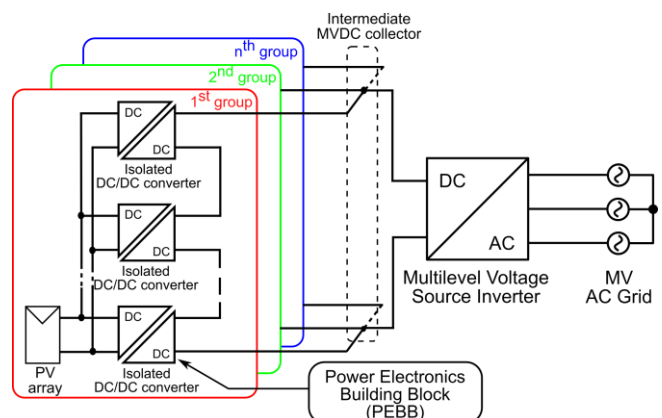 Intermediate
MVDC collector
nth group
2nd group
1st group
DC
DC
Isolated
DC/DC converter
DC
DC
Isolated
DC/DC converter
DC
DC
Isolated
DC/DC converter
PV
array
DC
AC
Multilevel Voltage
Source Inverter
MV
AC Grid
Power Electronics
Building Block
(PEBB)